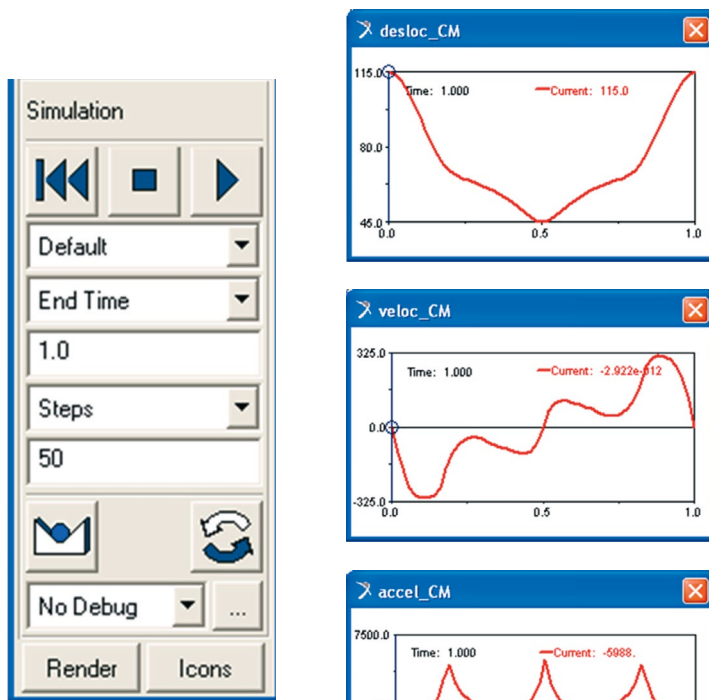 Simulation
Default
End Time
1.0
Steps
50
No Debug
...
Render
Icons
desloc_CM
115.0
Time: 1.000
Current: 115.0
80.0
45.0
0.0
0.5
1.0
veloc_CM
325.0
Time: 1.000
Current: -2.922e-012
0.0
-325.0
0.0
0.5
1.0
accel_CM
7500.0
Time: 1.000
Current: -5988.